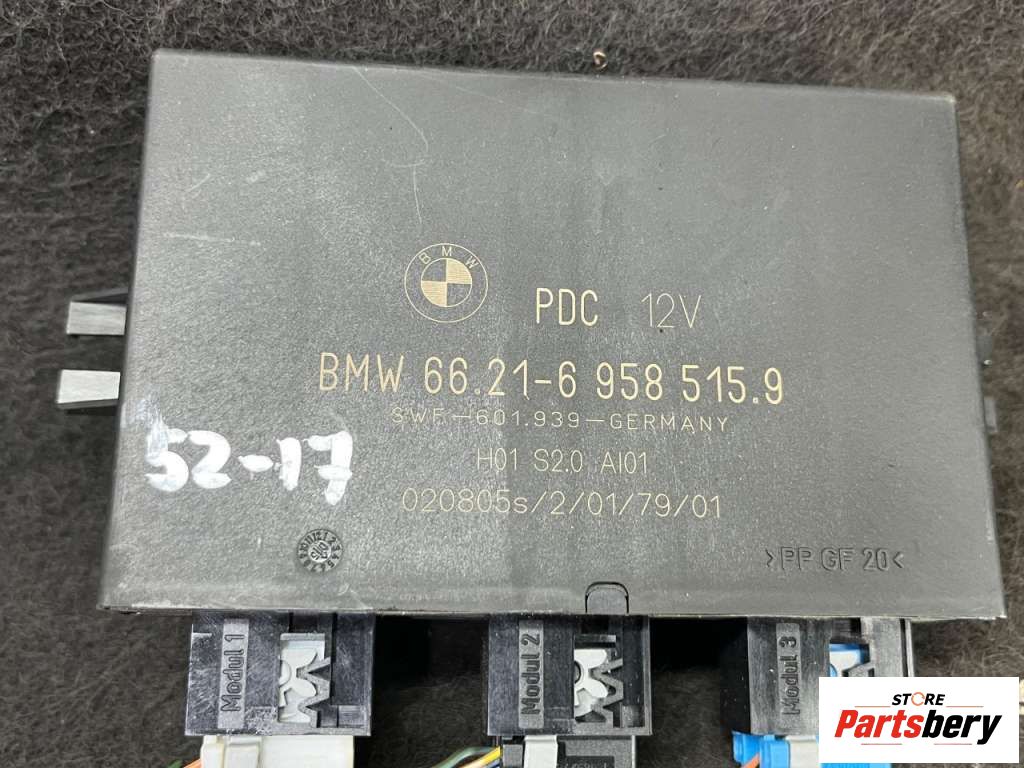 BMW
PDC 12V
BMW 66.21-6 958 515.9
SWF-601.939-GERMANY
H01 S2.0 AI01
020805s/2/01/79/01
52-17
>PP GF 20<
Modul 1
Modul 2
Modul 3
STORE
Partsbery